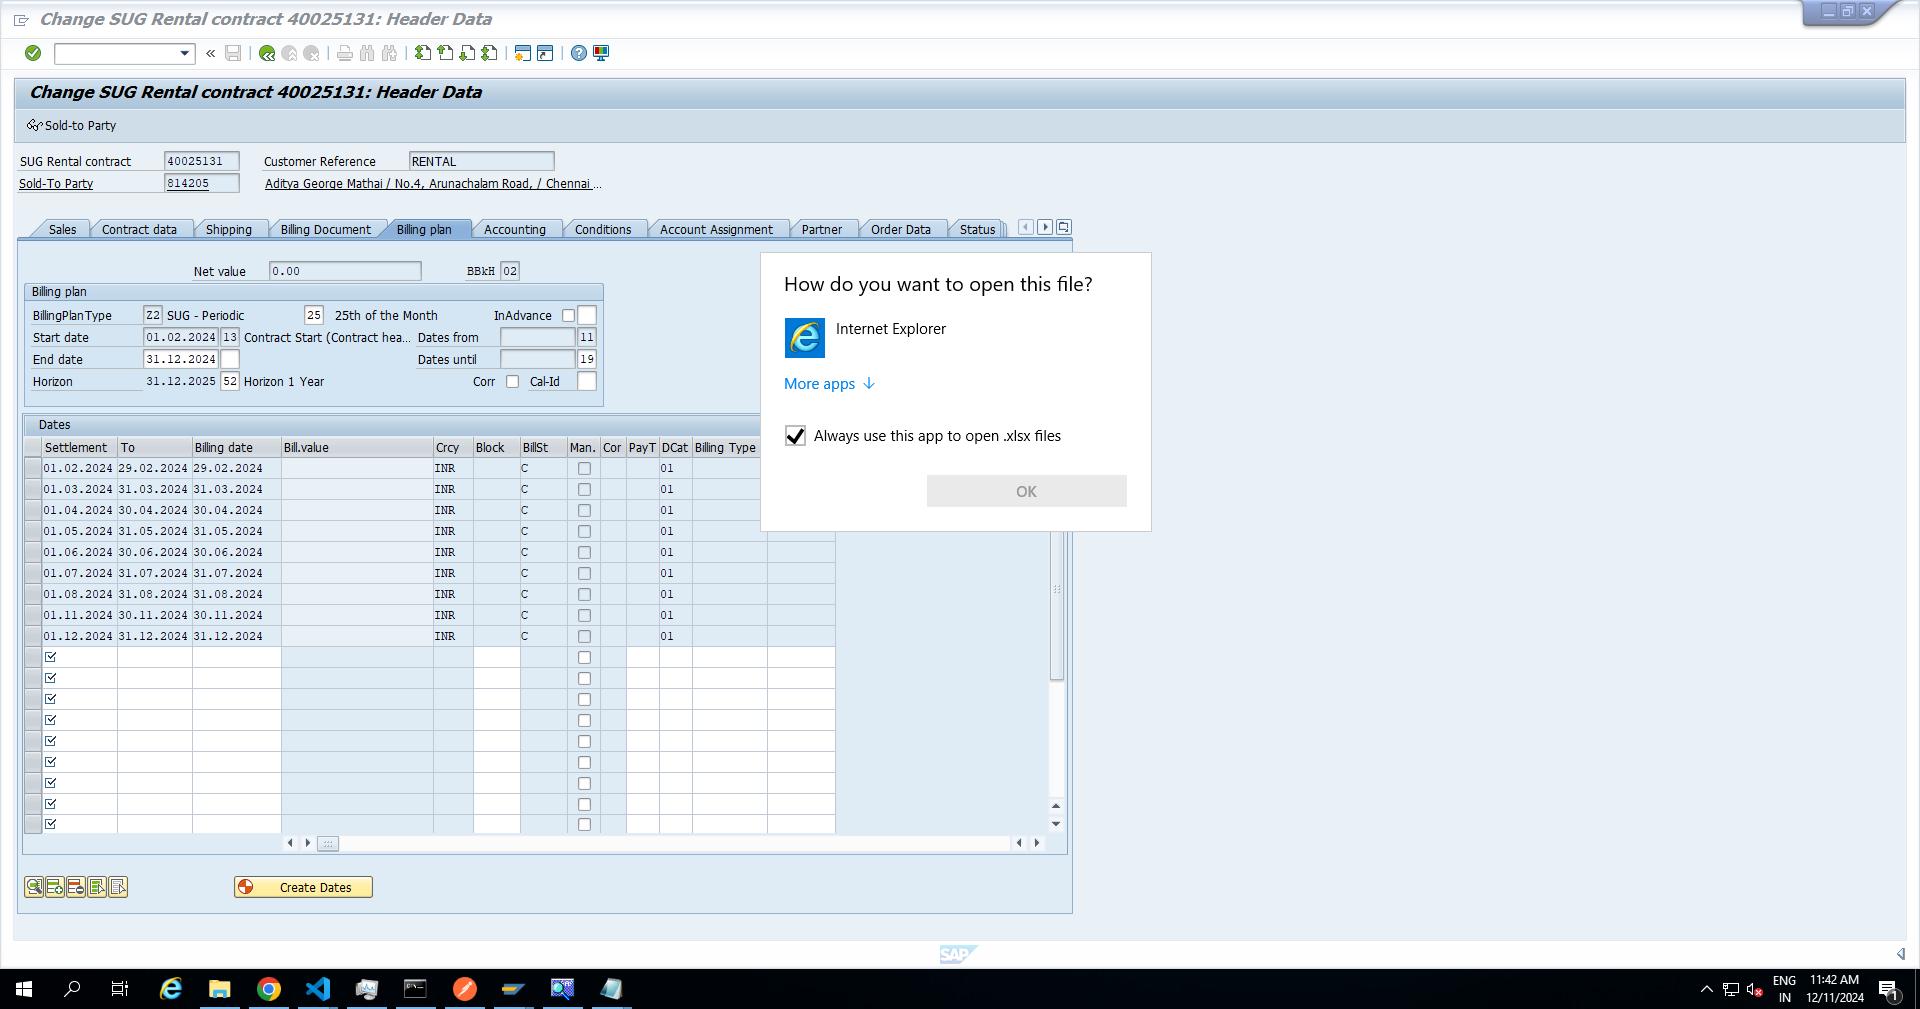 Change SUG Rental contract 40025131: Header Data
Change SUG Rental contract 40025131: Header Data
Sold-to Party
SUG Rental contract 40025131 Customer Reference RENTAL
Sold-To Party 814205 Aditya George Mathai / No.4, Arunachalam Road, / Chennai ...
Sales Contract data Shipping Billing Document Billing plan Accounting Conditions Account Assignment Partner Order Data Status
Net value 0.00 BBkH 02
Billing plan
BillingPlanType Z2 SUG - Periodic 25 25th of the Month InAdvance
Start date 01.02.2024 13 Contract Start (Contract hea... Dates from 11
End date 31.12.2024 Dates until 19
Horizon 31.12.2025 52 Horizon 1 Year Corr Cal-Id
Dates
Settlement To Billing date Bill.value Crcy Block BillSt Man. Cor PayT DCat Billing Type
01.02.2024 29.02.2024 29.02.2024 INR C 01
01.03.2024 31.03.2024 31.03.2024 INR C 01
01.04.2024 30.04.2024 30.04.2024 INR C 01
01.05.2024 31.05.2024 31.05.2024 INR C 01
01.06.2024 30.06.2024 30.06.2024 INR C 01
01.07.2024 31.07.2024 31.07.2024 INR C 01
01.08.2024 31.08.2024 31.08.2024 INR C 01
01.11.2024 30.11.2024 30.11.2024 INR C 01
01.12.2024 31.12.2024 31.12.2024 INR C 01
Create Dates
How do you want to open this file?
Internet Explorer
More apps
Always use this app to open .xlsx files
OK
SAP
ENG
IN
11:42 AM
12/11/2024
1